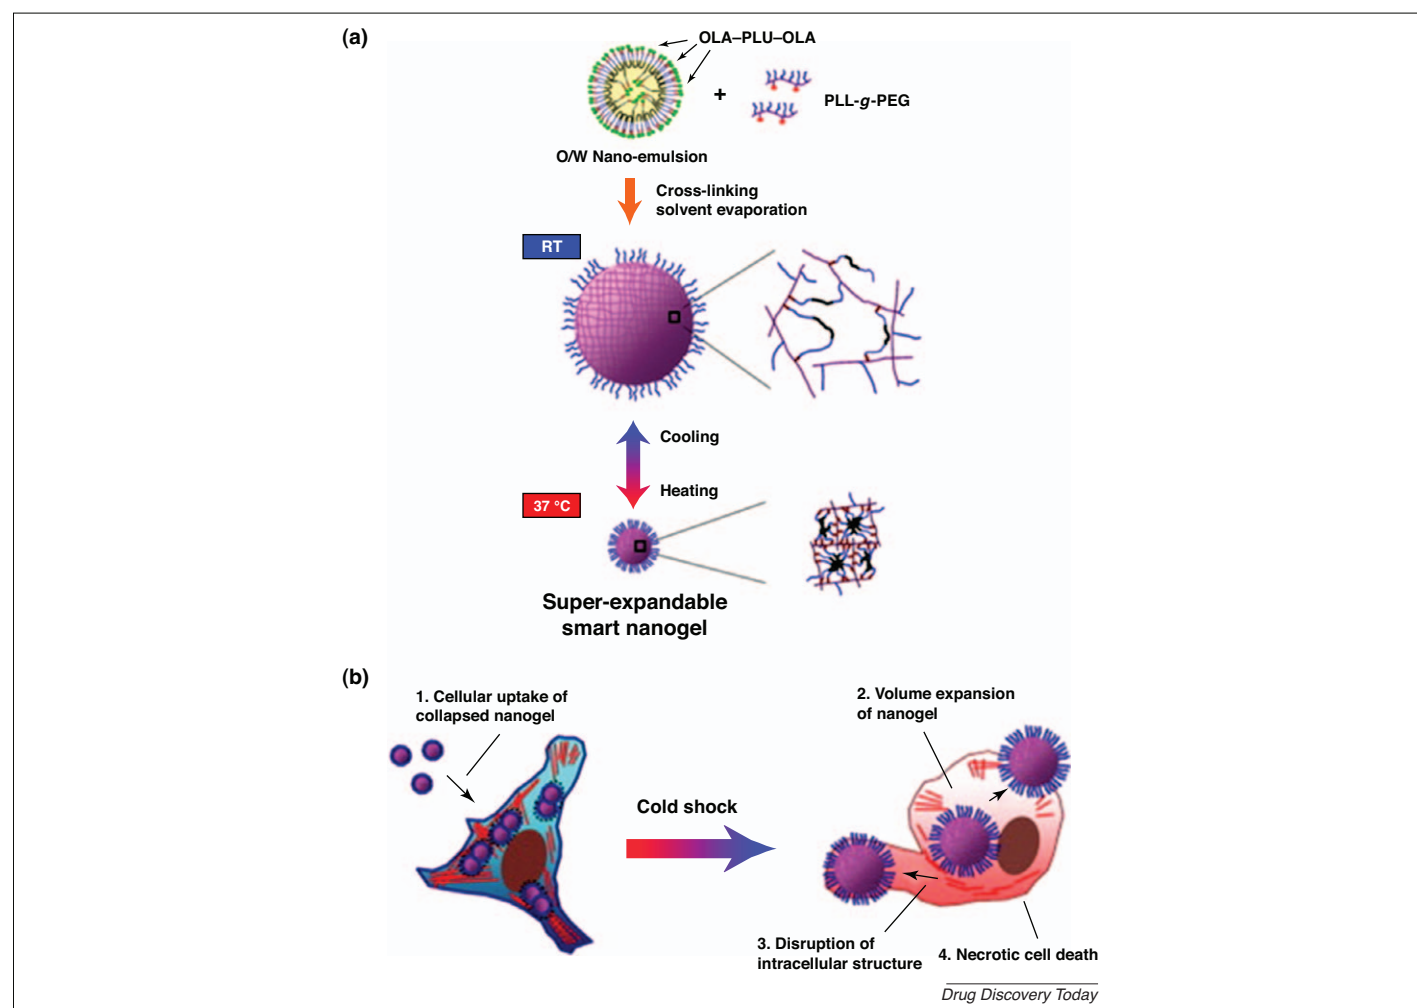 (a)
OLA–PLU–OLA
+
PLL-g-PEG
O/W Nano-emulsion
Cross-linking
solvent evaporation
RT
Cooling
Heating
37 °C
Super-expandable
smart nanogel
(b)
1. Cellular uptake of
collapsed nanogel
2. Volume expansion
of nanogel
Cold shock
3. Disruption of
intracellular structure
4. Necrotic cell death
Drug Discovery Today